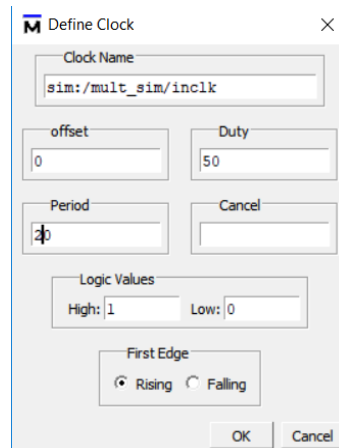 Define Clock
Clock Name
sim:/mult_sim/inclk
offset Duty
0 50
Period Cancel
20
Logic Values
High: 1 Low: 0
First Edge
Rising Falling
OK Cancel